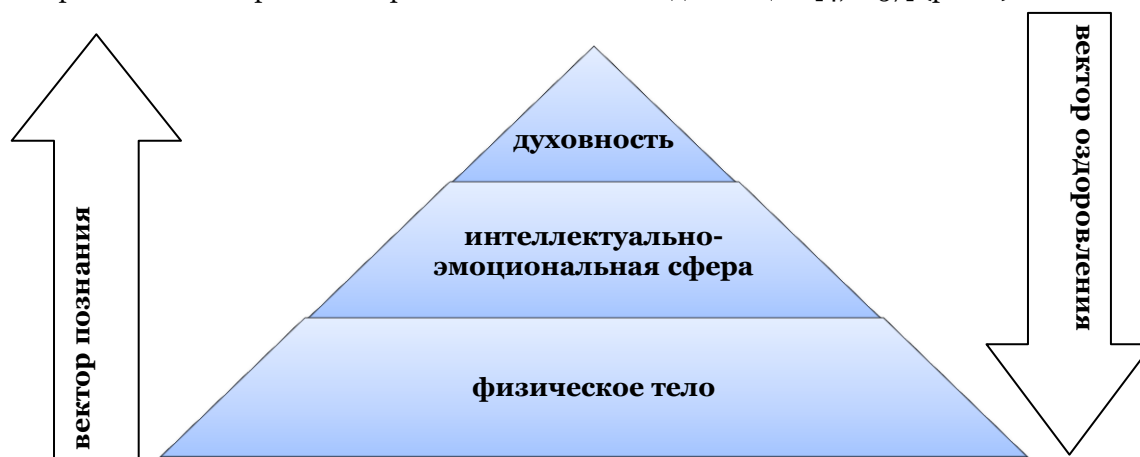 духовность
интеллектуально-
эмоциональная сфера
физическое тело
вектор познания
вектор оздоровления